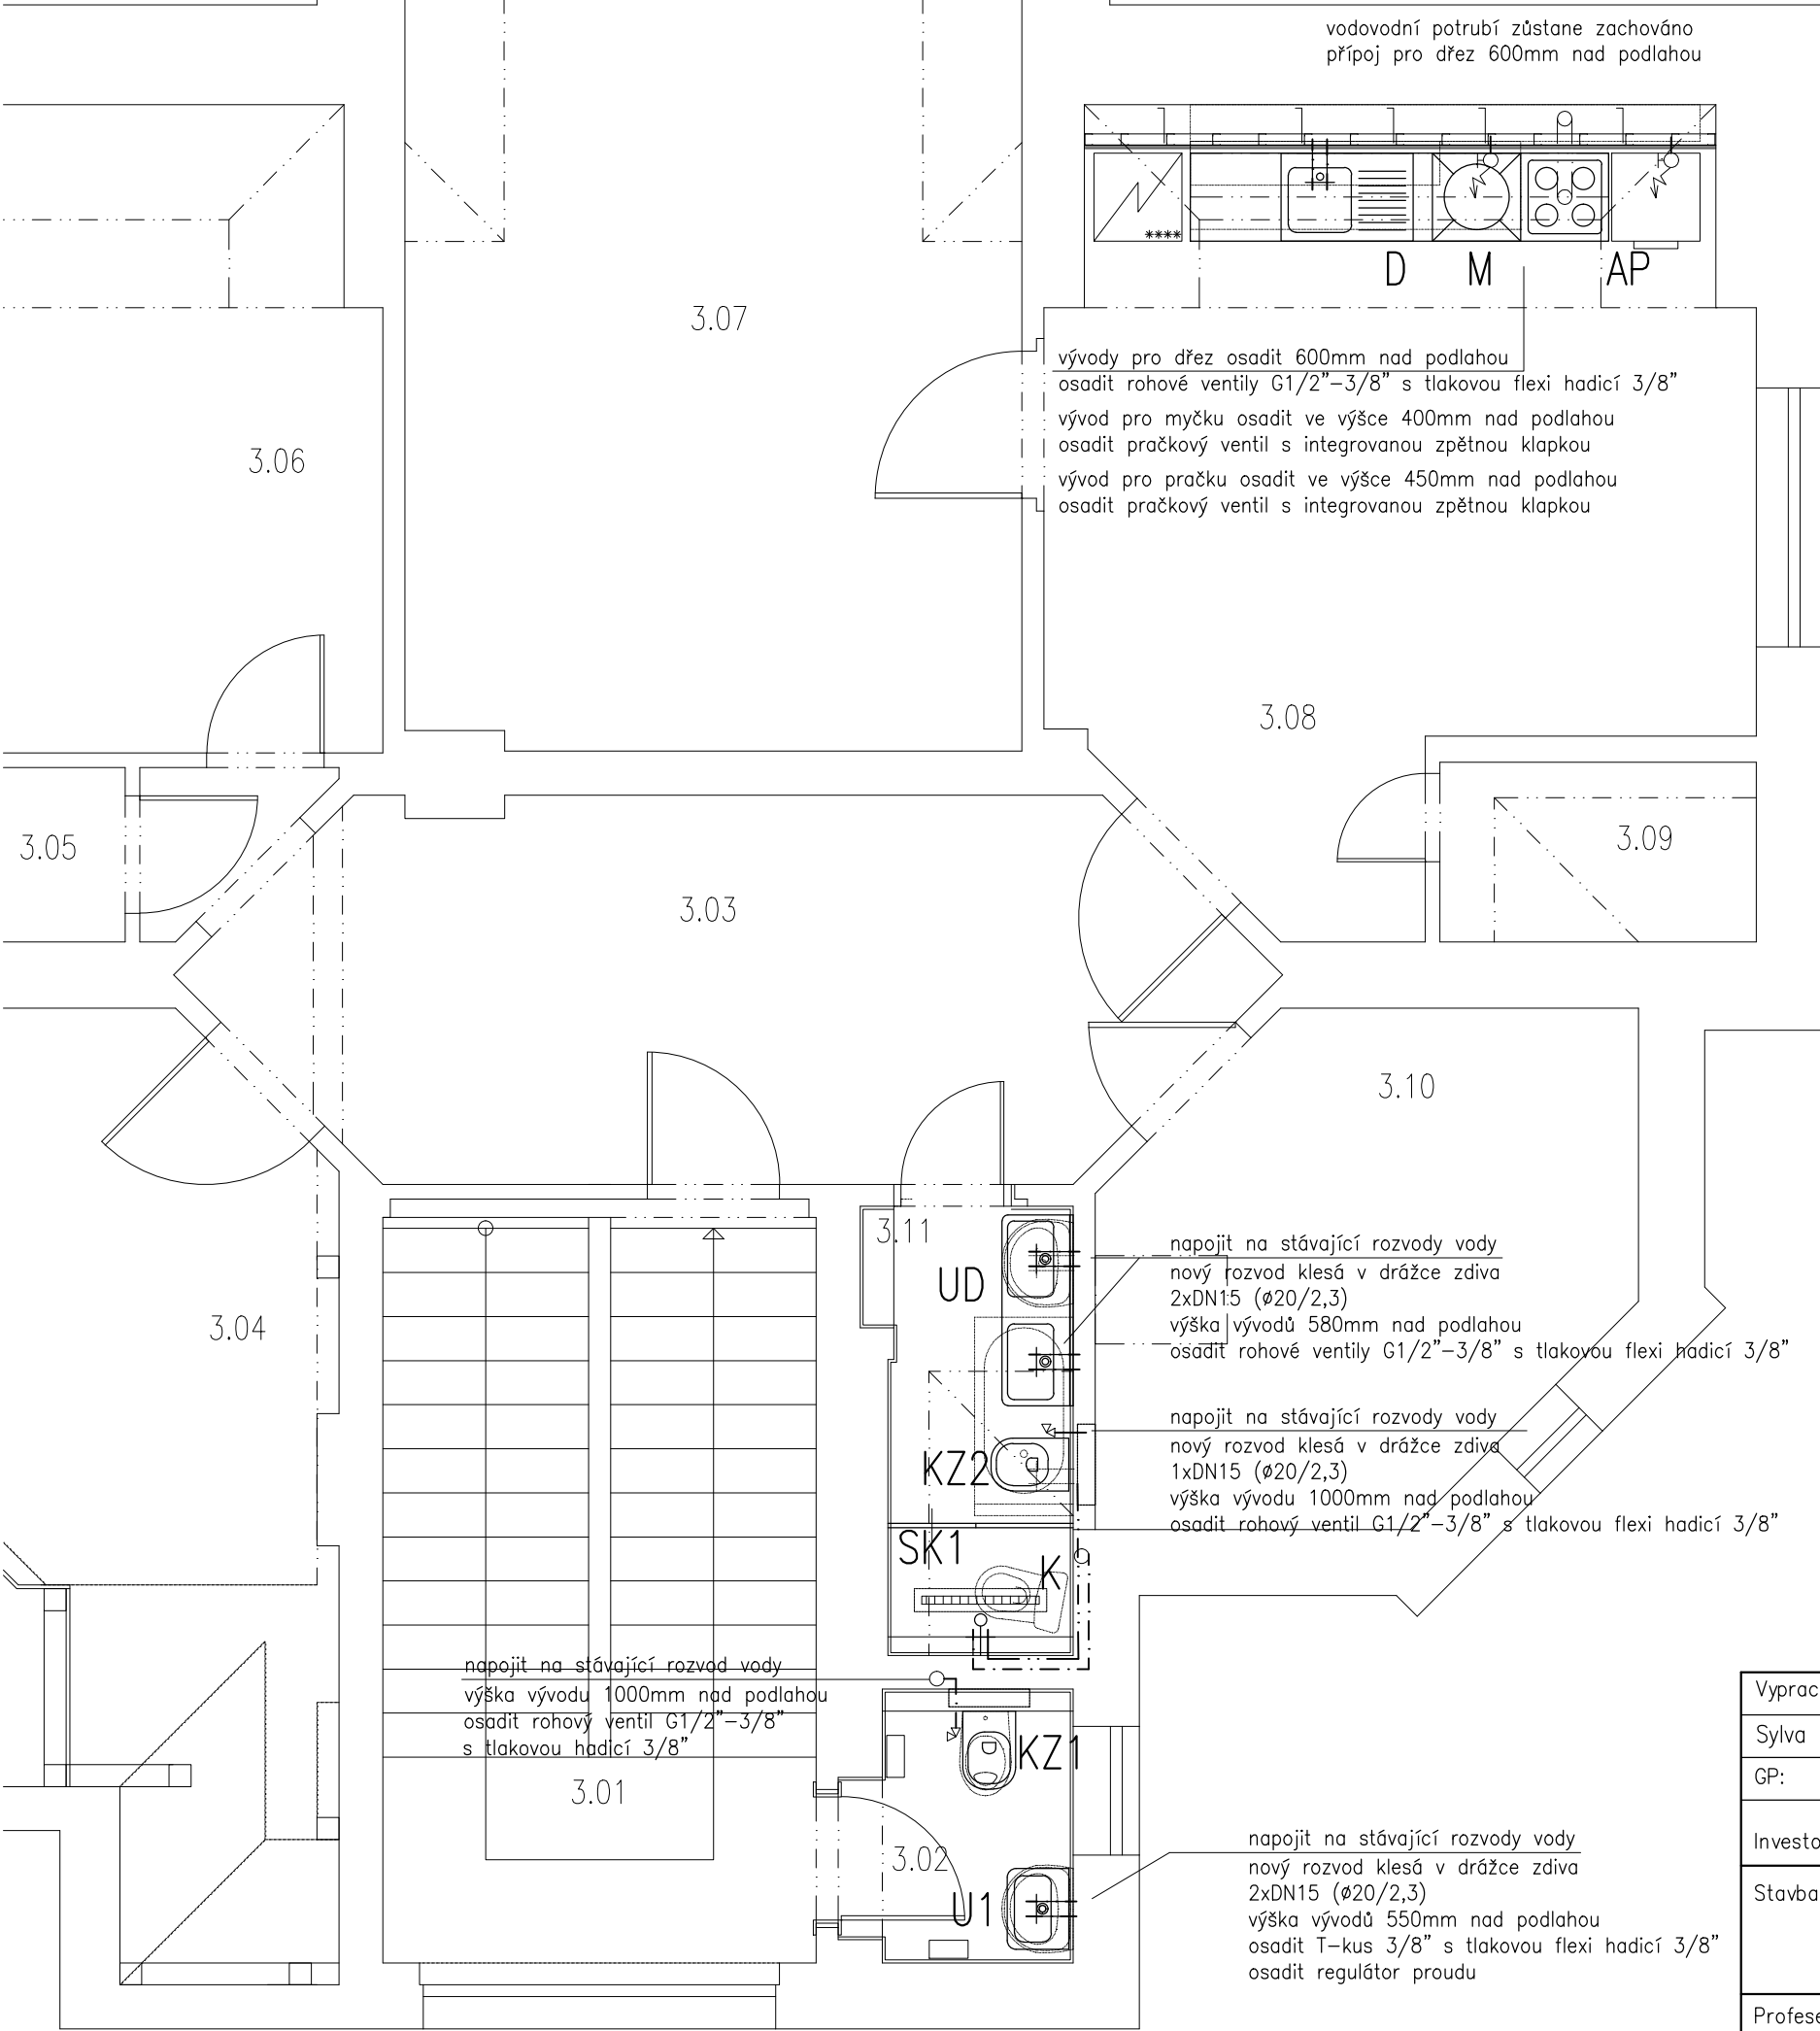 vodovodní potrubí zůstane zachováno
přípoj pro dřez 600mm nad podlahou
****
D
M
AP
3.07
vývody pro dřez osadit 600mm nad podlahou
osadit rohové ventily G1/2"-3/8" s tlakovou flexi hadicí 3/8"
vývod pro myčku osadit ve výšce 400mm nad podlahou
osadit pračkový ventil s integrovanou zpětnou klapkou
vývod pro pračku osadit ve výšce 450mm nad podlahou
osadit pračkový ventil s integrovanou zpětnou klapkou
3.06
3.08
3.05
3.09
3.03
3.10
3.11
UD
napojit na stávající rozvody vody
nový rozvod klesá v drážce zdiva
2xDN15 (ø20/2,3)
výška vývodů 580mm nad podlahou
osadit rohové ventily G1/2"-3/8" s tlakovou flexi hadicí 3/8"
3.04
KZ2
napojit na stávající rozvody vody
nový rozvod klesá v drážce zdiva
1xDN15 (ø20/2,3)
výška vývodu 1000mm nad podlahou
osadit rohový ventil G1/2"-3/8" s tlakovou flexi hadicí 3/8"
SK1
K
napojit na stávající rozvod vody
výška vývodu 1000mm nad podlahou
osadit rohový ventil G1/2"-3/8"
s tlakovou hadicí 3/8"
KZ1
3.01
3.02
U1
napojit na stávající rozvody vody
nový rozvod klesá v drážce zdiva
2xDN15 (ø20/2,3)
výška vývodů 550mm nad podlahou
osadit T-kus 3/8" s tlakovou flexi hadicí 3/8"
osadit regulátor proudu
Vyprac
Sylva
GP:
Investo
Stavba
Profese